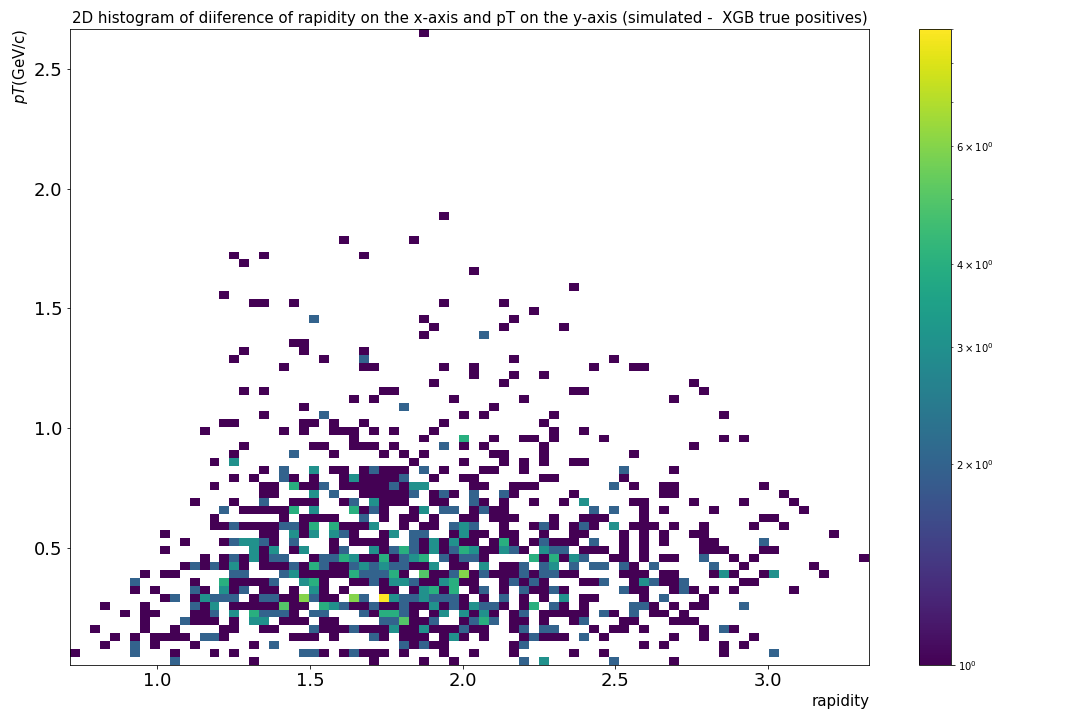 2D histogram of diiference of rapidity on the x-axis and pT on the y-axis (simulated -  XGB true positives)
pT(GeV/c)
2.5
2.0
1.5
1.0
0.5
1.0 1.5 2.0 2.5 3.0
rapidity
6 × 10⁰
4 × 10⁰
3 × 10⁰
2 × 10⁰
10⁰